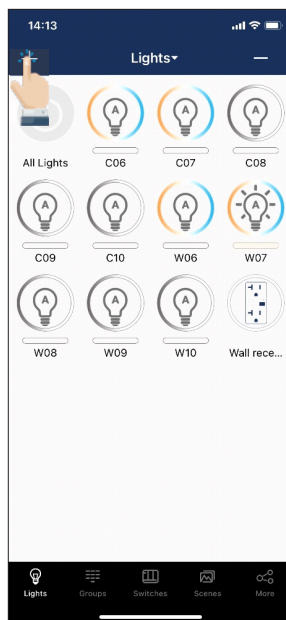 14:13
Lights
A A A
All Lights C06 C07 C08
A A A A
C09 C10 W06 W07
A A A
W08 W09 W10 Wall rece...
Lights Groups Switches Scenes More